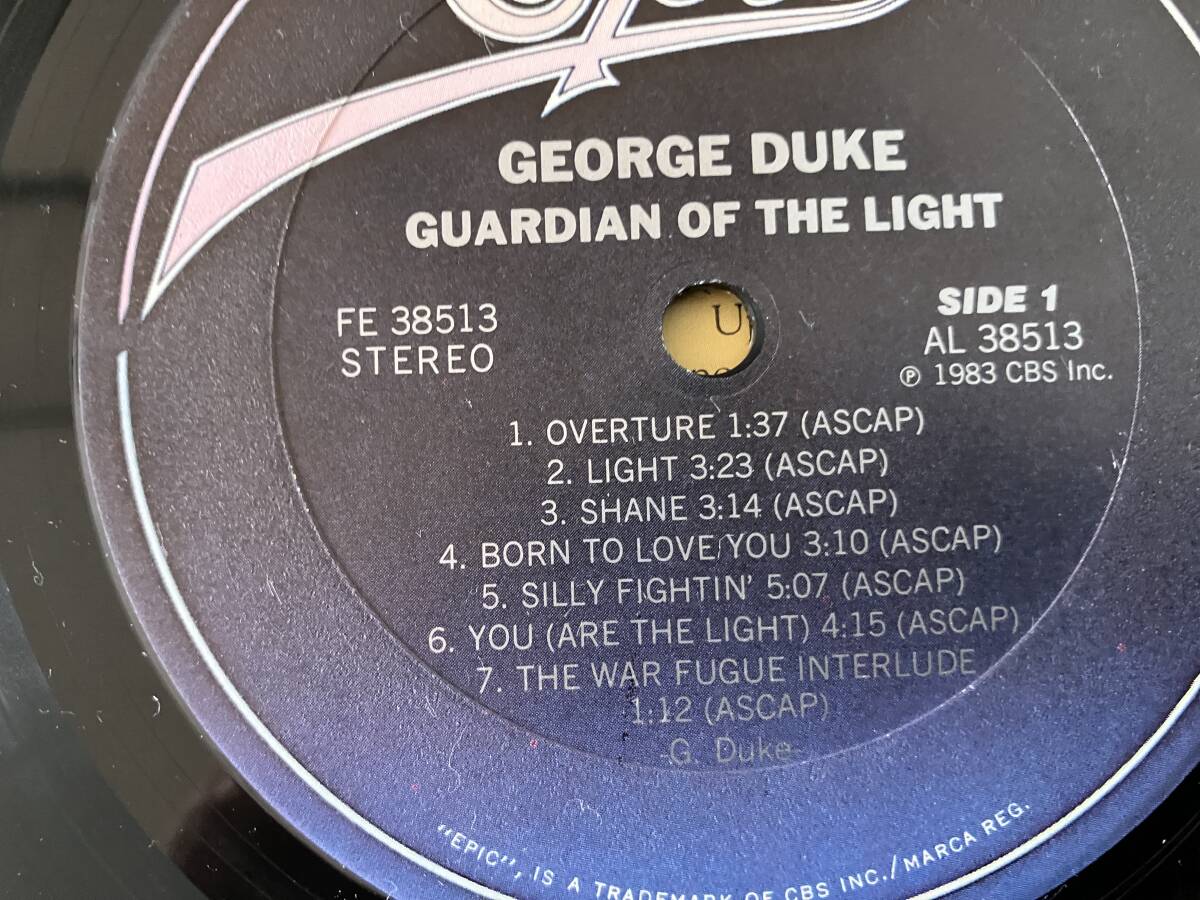 GEORGE DUKE
GUARDIAN OF THE LIGHT
FE 38513
STEREO
SIDE 1
AL 38513
℗ 1983 CBS Inc.
1. OVERTURE 1:37 (ASCAP)
2. LIGHT 3:23 (ASCAP)
3. SHANE 3:14 (ASCAP)
4. BORN TO LOVE YOU 3:10 (ASCAP)
5. SILLY FIGHTIN' 5:07 (ASCAP)
6. YOU (ARE THE LIGHT) 4:15 (ASCAP)
7. THE WAR FUGUE INTERLUDE
1:12 (ASCAP)
-G. Duke-
"EPIC", IS A TRADEMARK OF CBS INC./MARCA REG.